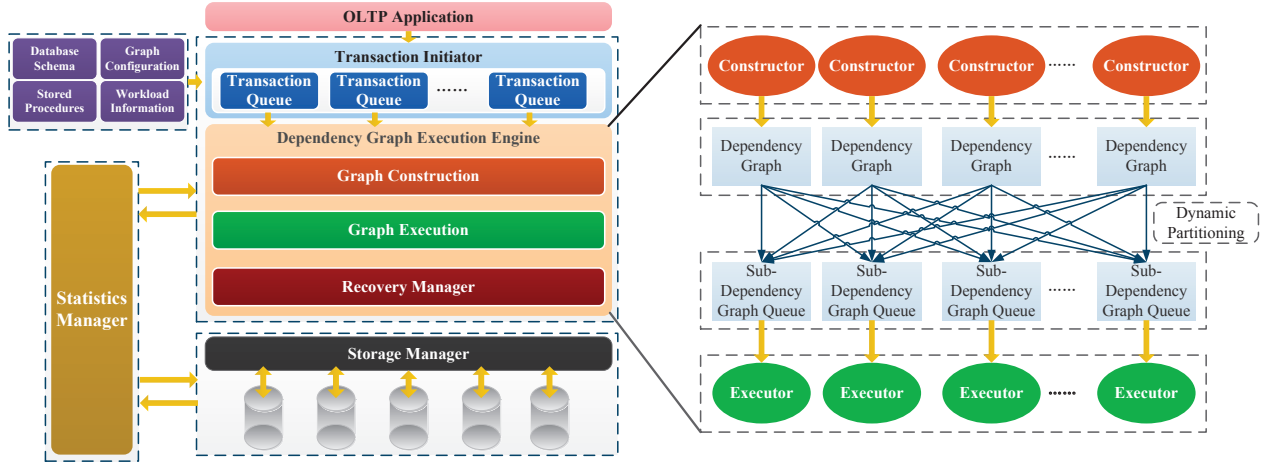 OLTP Application
Database
Schema
Graph
Configuration
Stored
Procedures
Workload
Information
Transaction Initiator
Transaction
Queue
Transaction
Queue
......
Transaction
Queue
Dependency Graph Execution Engine
Graph Construction
Graph Execution
Recovery Manager
Statistics
Manager
Storage Manager
Constructor
Constructor
Constructor
......
Constructor
Dependency
Graph
Dependency
Graph
Dependency
Graph
......
Dependency
Graph
Dynamic
Partitioning
Sub-
Dependency
Graph Queue
Sub-
Dependency
Graph Queue
Sub-
Dependency
Graph Queue
......
Sub-
Dependency
Graph Queue
Executor
Executor
Executor
......
Executor